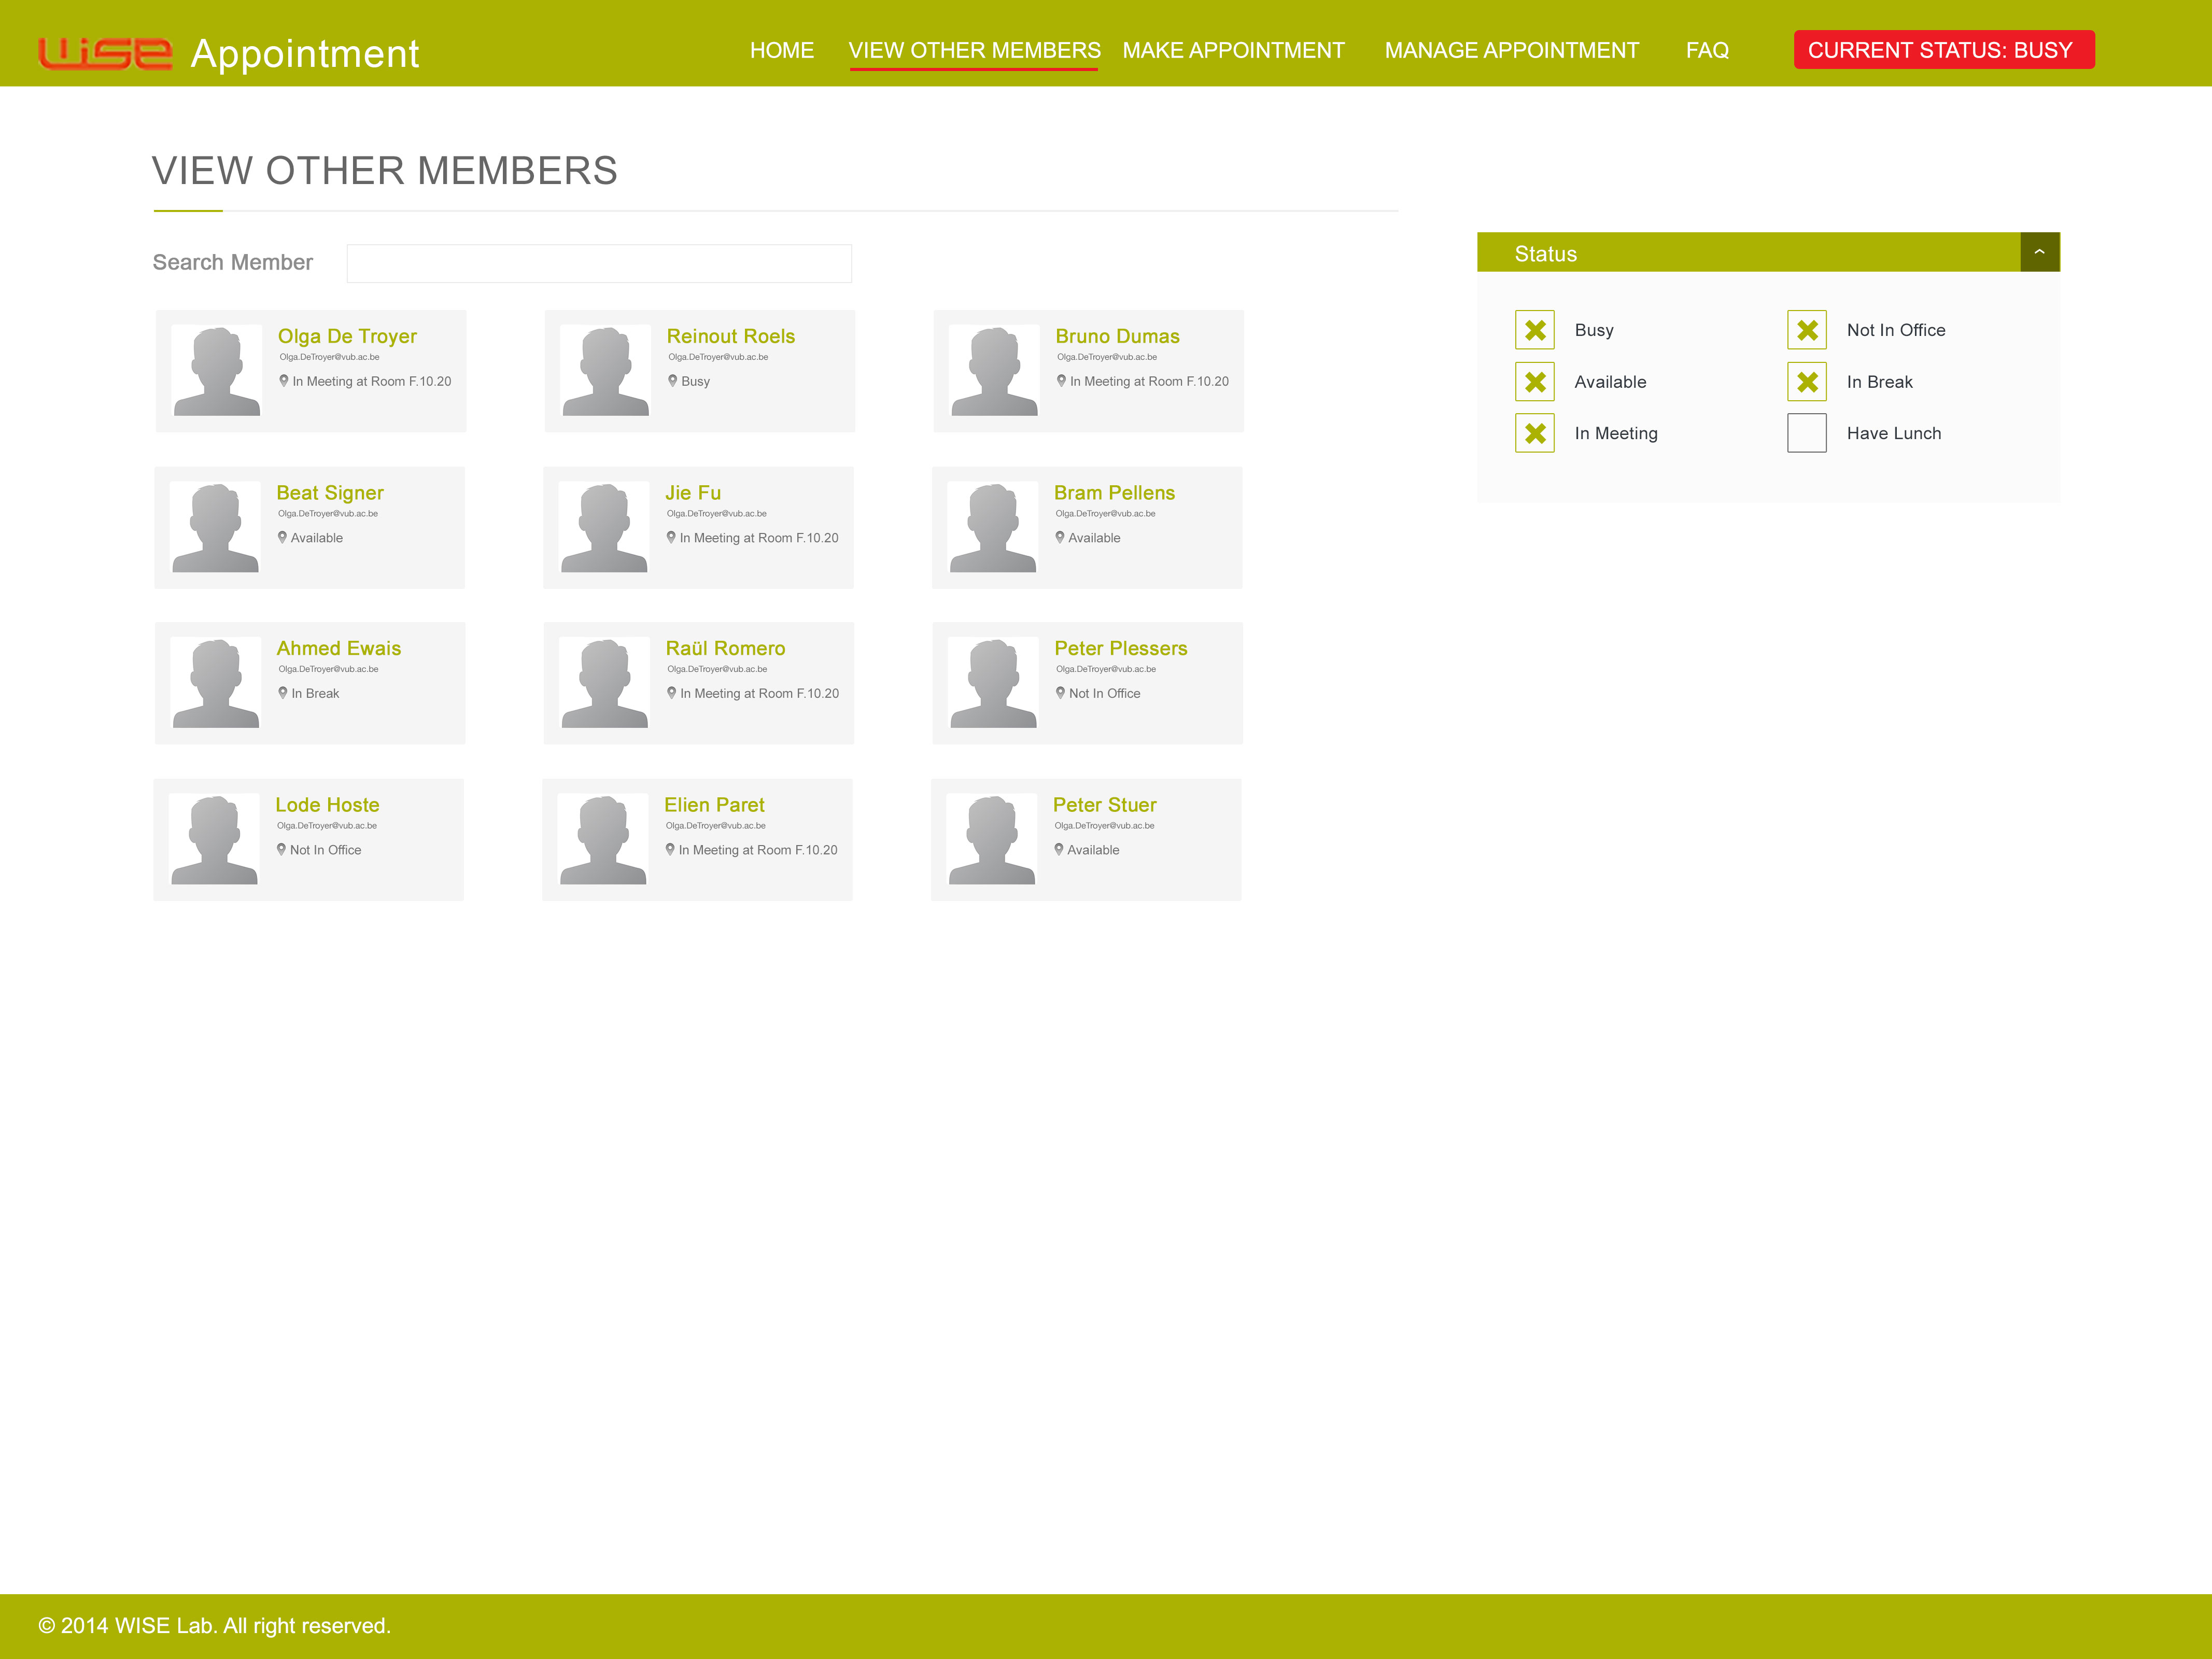 WiSE Appointment
HOME
VIEW OTHER MEMBERS
MAKE APPOINTMENT
MANAGE APPOINTMENT
FAQ
CURRENT STATUS: BUSY
VIEW OTHER MEMBERS
Search Member
Olga De Troyer
Olga.DeTroyer@vub.ac.be
In Meeting at Room F.10.20
Reinout Roels
Olga.DeTroyer@vub.ac.be
Busy
Bruno Dumas
Olga.DeTroyer@vub.ac.be
In Meeting at Room F.10.20
Beat Signer
Olga.DeTroyer@vub.ac.be
Available
Jie Fu
Olga.DeTroyer@vub.ac.be
In Meeting at Room F.10.20
Bram Pellens
Olga.DeTroyer@vub.ac.be
Available
Ahmed Ewais
Olga.DeTroyer@vub.ac.be
In Break
Raül Romero
Olga.DeTroyer@vub.ac.be
In Meeting at Room F.10.20
Peter Plessers
Olga.DeTroyer@vub.ac.be
Not In Office
Lode Hoste
Olga.DeTroyer@vub.ac.be
Not In Office
Elien Paret
Olga.DeTroyer@vub.ac.be
In Meeting at Room F.10.20
Peter Stuer
Olga.DeTroyer@vub.ac.be
Available
Status
Busy
Not In Office
Available
In Break
In Meeting
Have Lunch
© 2014 WISE Lab. All right reserved.